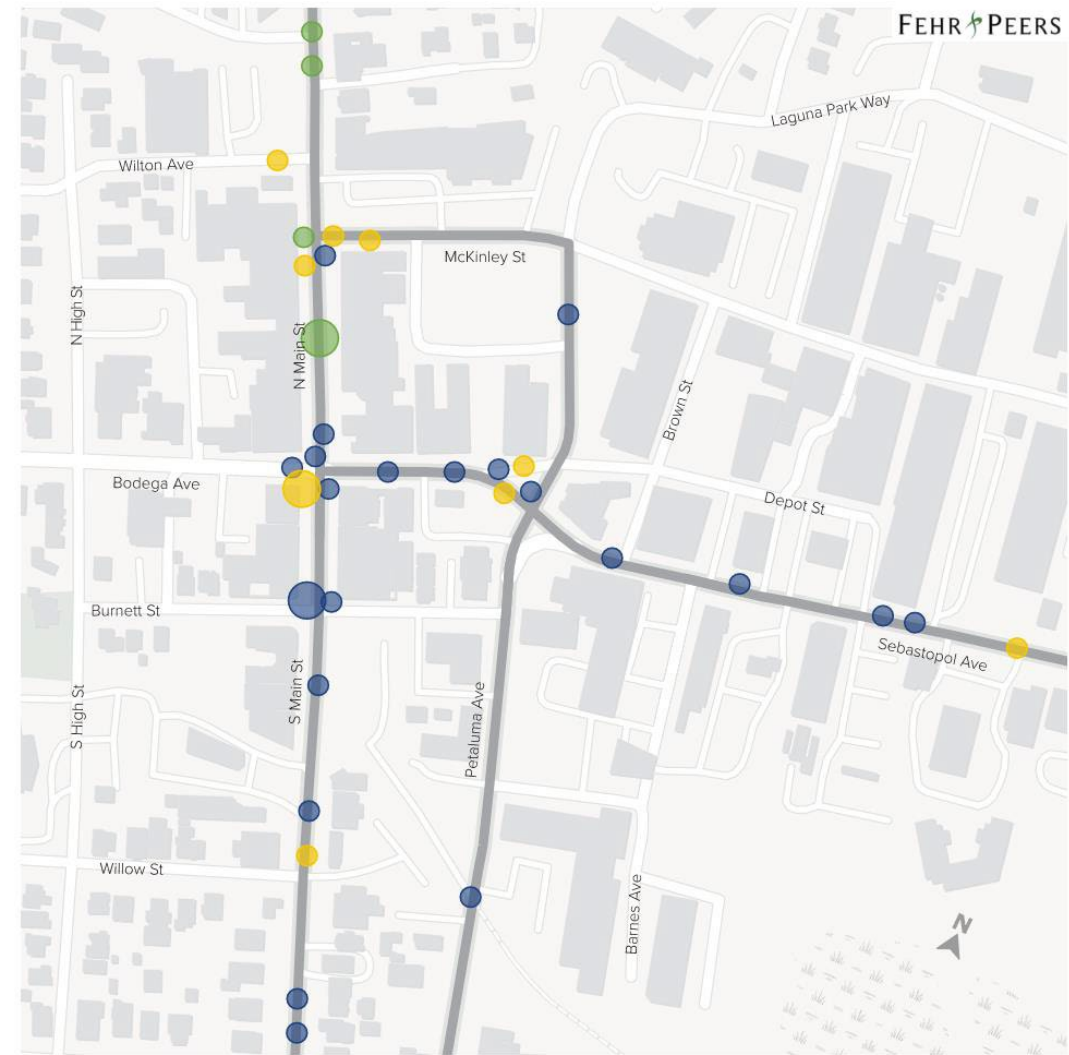 FEHR PEERS
Laguna Park Way
Wilton Ave
McKinley St
N High St
N Main St
Brown St
Bodega Ave
Depot St
Burnett St
Sebastopol Ave
S High St
S Main St
Petaluma Ave
Willow St
Barnes Ave
N